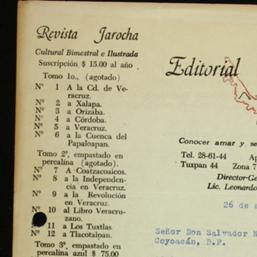 Revista Jarocha
Cultural Bimestral e Ilustrada
Suscripción $ 15.00 al año
Tomo 1o., (agotado)
Nº 1 A la Cd. de Ve-
racruz.
Nº 2 a Xalapa.
Nº 3 a Orizaba.
Nº 4 a Córdoba.
Nº 5 a Veracruz.
Nº 6 a la Cuenca del
Papaloapan.
Tomo 2º, empastado en
percalina (agotado).
Nº 7 A Coatzacoaicos.
Nº 8 a la Independen-
cia en Veracruz.
Nº 9 a la Revolución
en Veracruz.
Nº 10 al Libro Veracru-
zano.
Nº 11 a Los Tuxtlas
Nº 12 a Tlacotalpan.
Tomo 3º, empastado en
percalina azul $ 75.00
Editorial
Conocer amar y se
Tel. 28-61-44
Tuxpan 44 Zona 7
Director-Ge
Lic. Leonardo
26 de
Señor Don Salvador
Coyoacán, D.F.